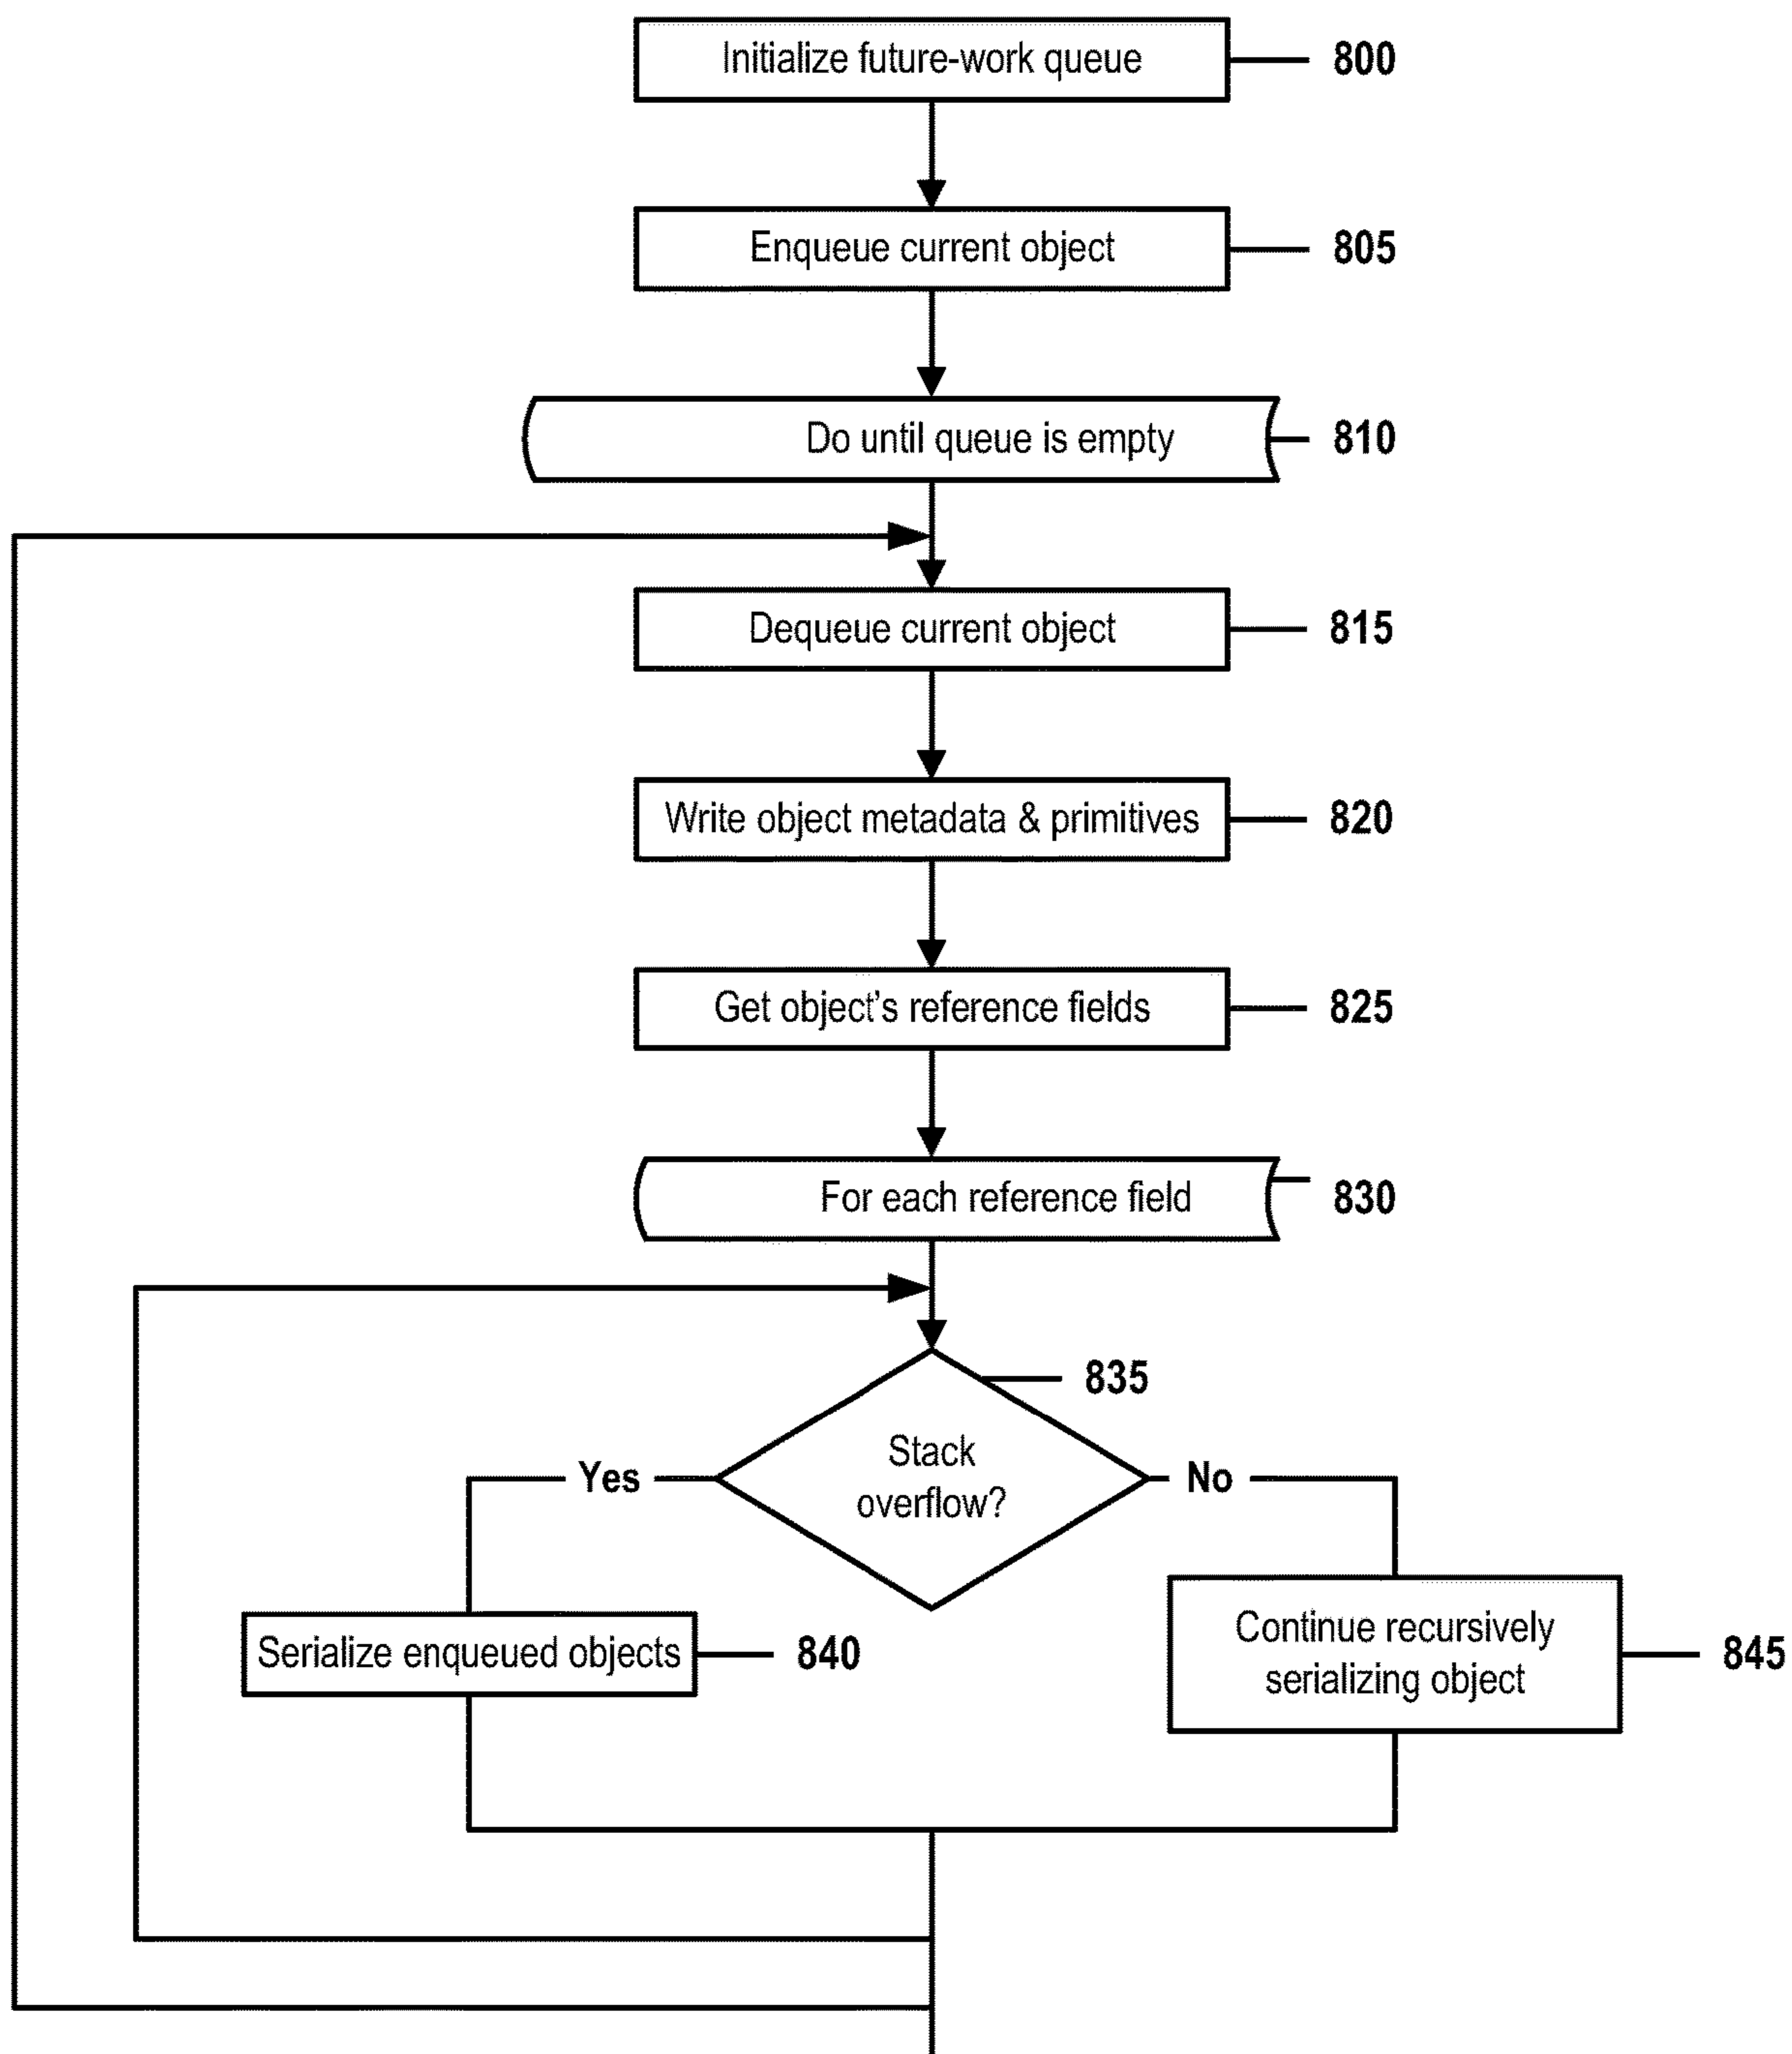 Initialize future-work queue
800
Enqueue current object
805
Do until queue is empty
810
Dequeue current object
815
Write object metadata & primitives
820
Get object's reference fields
825
For each reference field
830
835
Stack
overflow?
Yes
No
Serialize enqueued objects
840
Continue recursively
serializing object
845